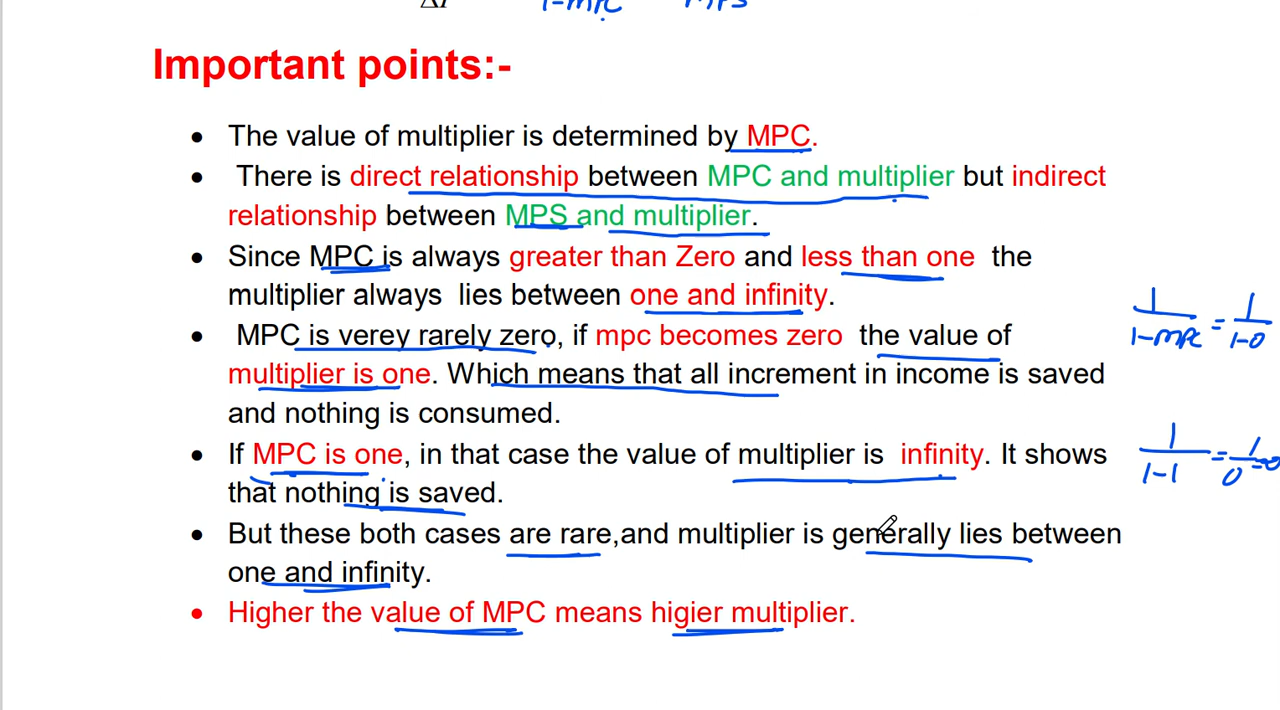 1-mpc MPS
Important points:-
• The value of multiplier is determined by MPC.
• There is direct relationship between MPC and multiplier but indirect
relationship between MPS and multiplier.
• Since MPC is always greater than Zero and less than one the
multiplier always lies between one and infinity.
• MPC is verey rarely zero, if mpc becomes zero the value of
multiplier is one. Which means that all increment in income is saved
and nothing is consumed.
1
1-mpc
=
1
1-0
• If MPC is one, in that case the value of multiplier is infinity. It shows
that nothing is saved.
1
1-1
=
1
0
• But these both cases are rare,and multiplier is generally lies between
one and infinity.
• Higher the value of MPC means higier multiplier.